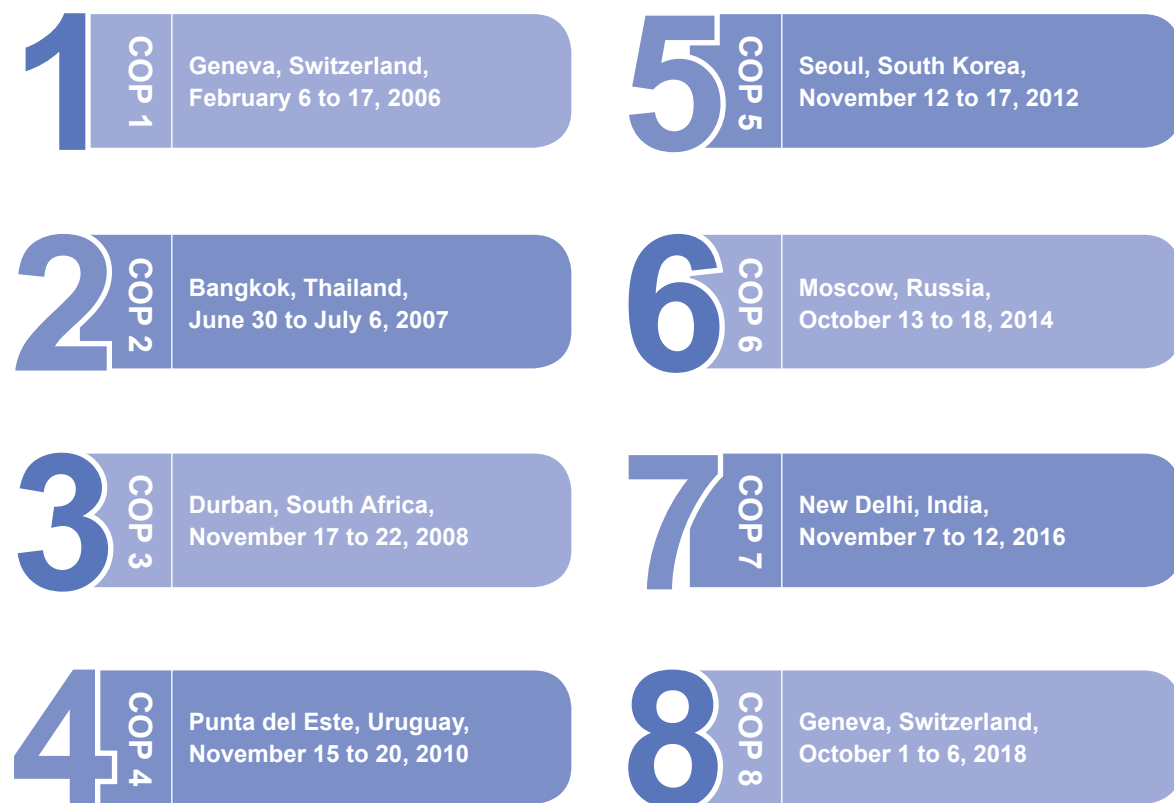 1
COP 1
Geneva, Switzerland,
February 6 to 17, 2006
2
COP 2
Bangkok, Thailand,
June 30 to July 6, 2007
3
COP 3
Durban, South Africa,
November 17 to 22, 2008
4
COP 4
Punta del Este, Uruguay,
November 15 to 20, 2010
5
COP 5
Seoul, South Korea,
November 12 to 17, 2012
6
COP 6
Moscow, Russia,
October 13 to 18, 2014
7
COP 7
New Delhi, India,
November 7 to 12, 2016
8
COP 8
Geneva, Switzerland,
October 1 to 6, 2018